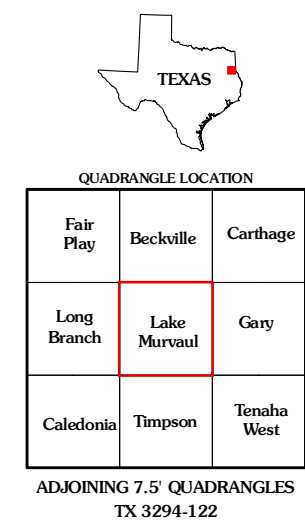 TEXAS
QUADRANGLE LOCATION
Fair
Play
Beckville
Carthage
Long
Branch
Lake
Murvaul
Gary
Caledonia
Timpson
Tenaha
West
ADJOINING 7.5' QUADRANGLES
TX 3294-122